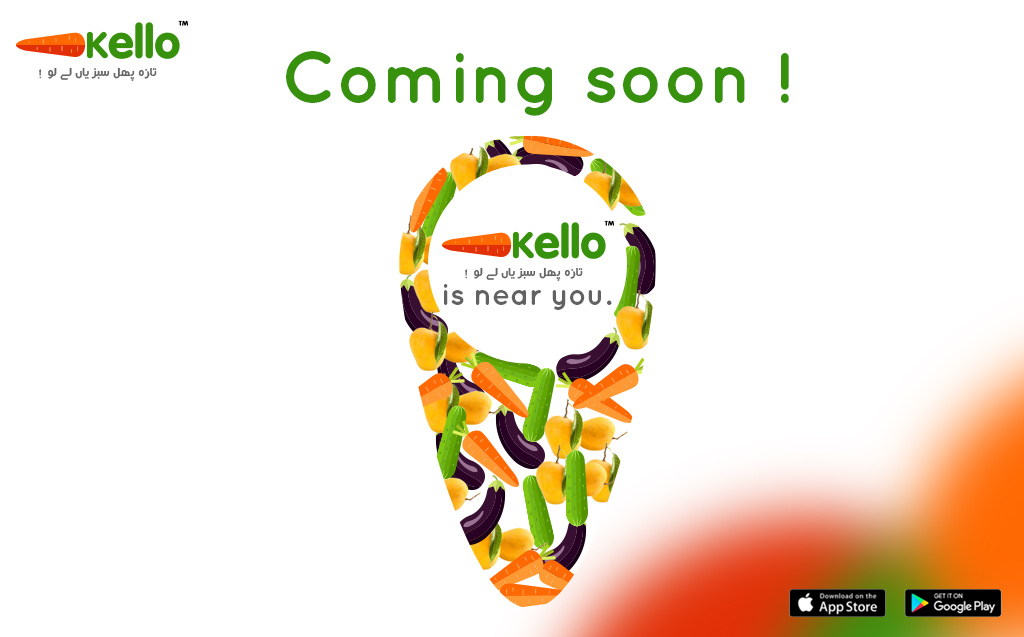 kello™
تازہ پھل سبزیاں لے لو !
Coming soon !
kello™
تازہ پھل سبزیاں لے لو !
is near you.
Download on the
App Store
GET IT ON
Google Play